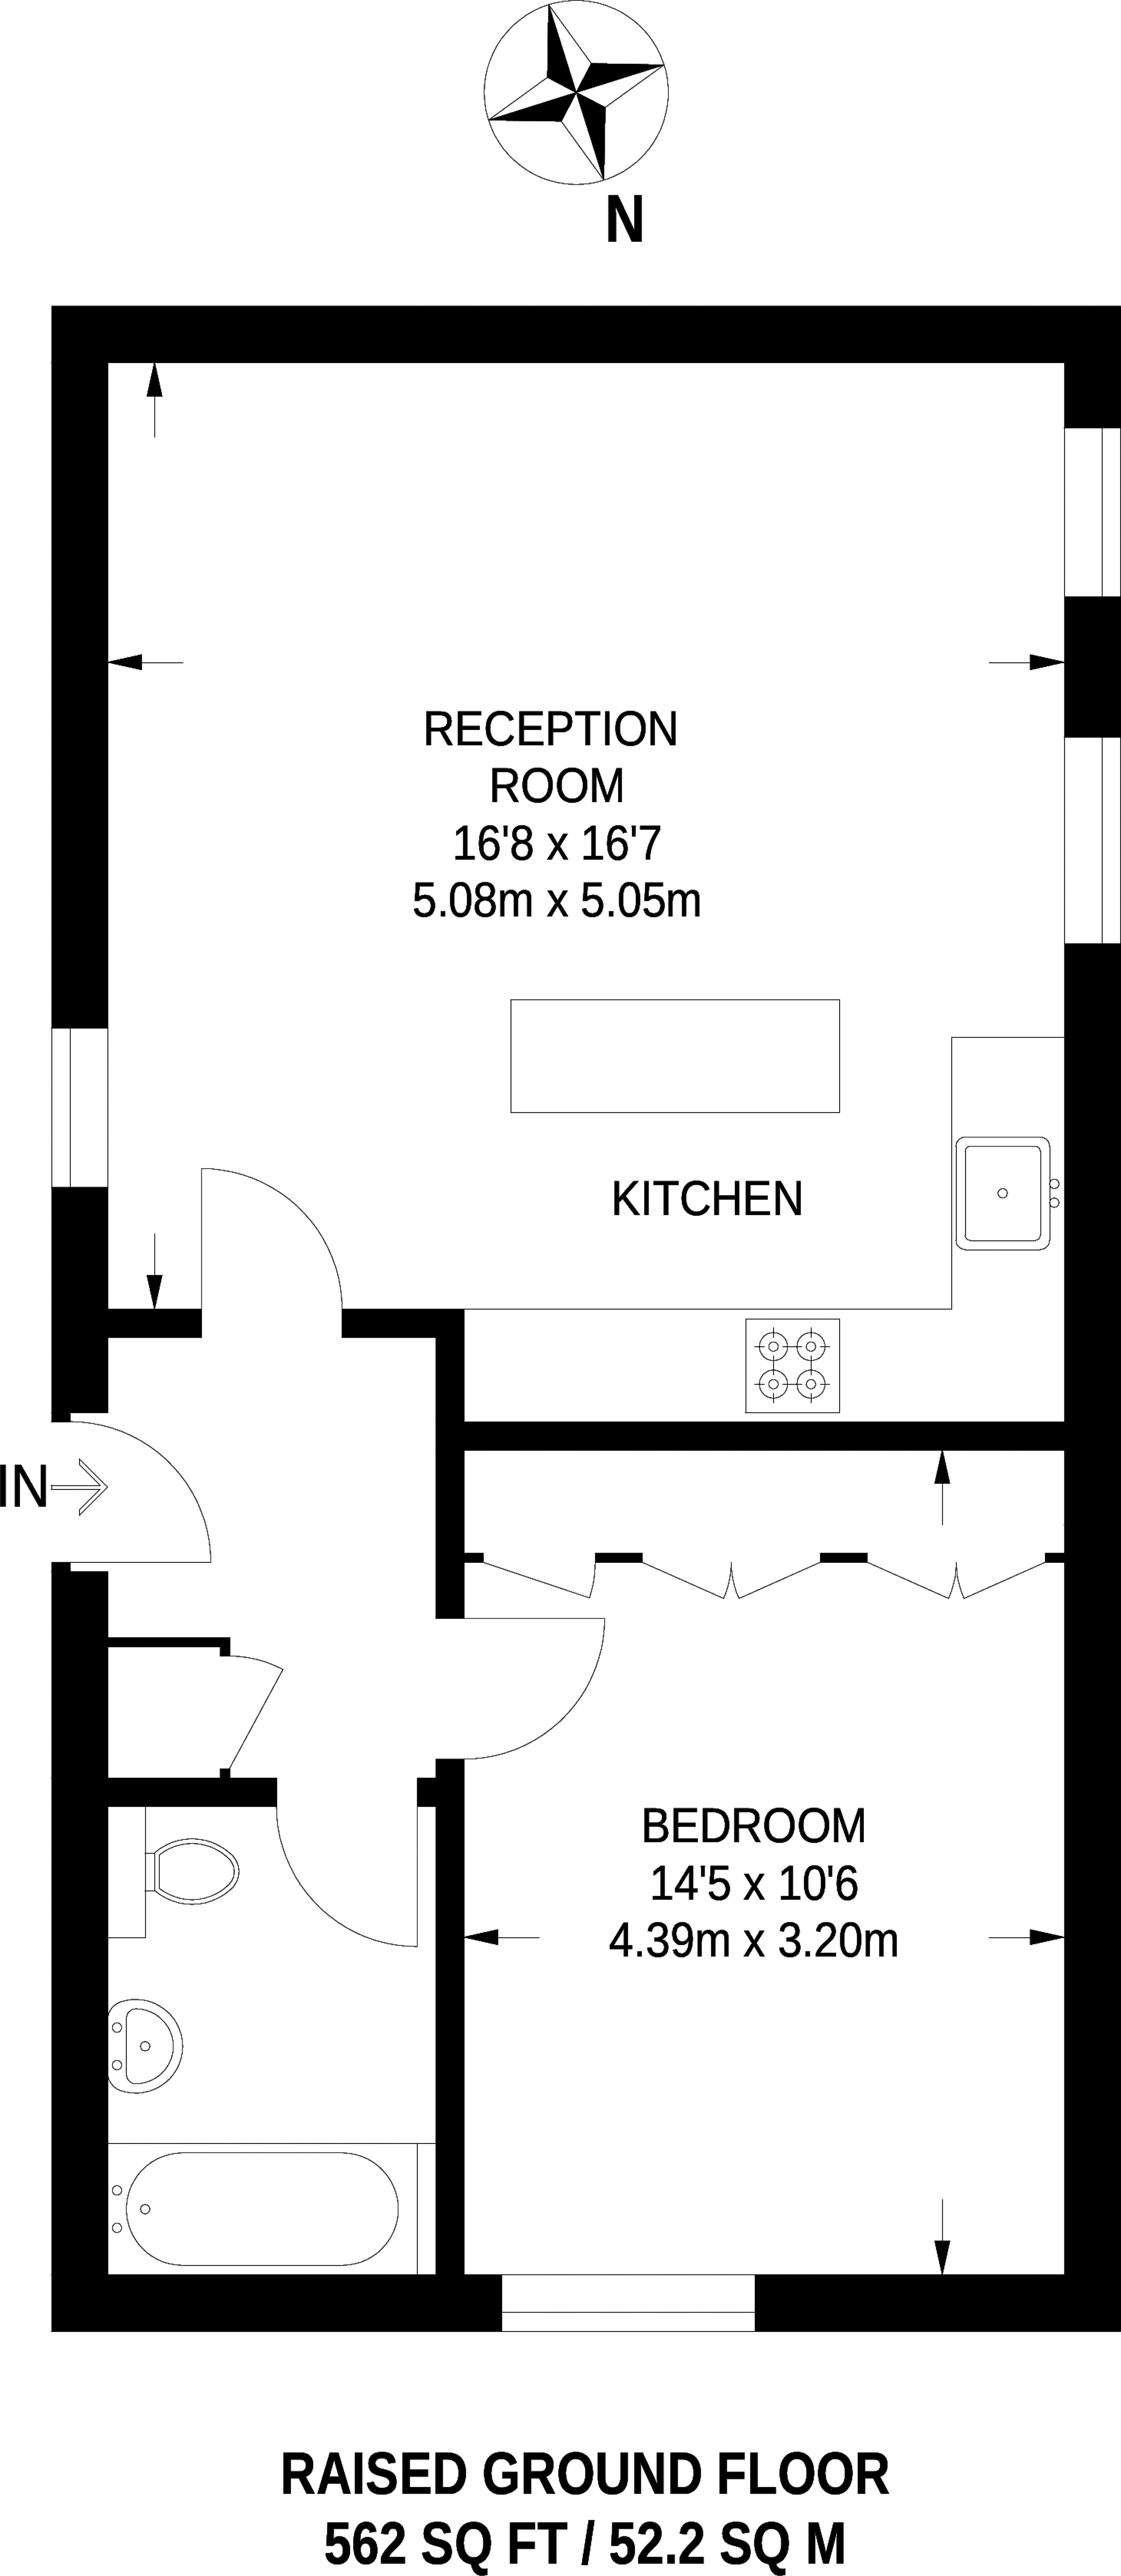 N
RECEPTION
ROOM
16'8 x 16'7
5.08m x 5.05m
KITCHEN
IN
BEDROOM
14'5 x 10'6
4.39m x 3.20m
RAISED GROUND FLOOR
562 SQ FT / 52.2 SQ M